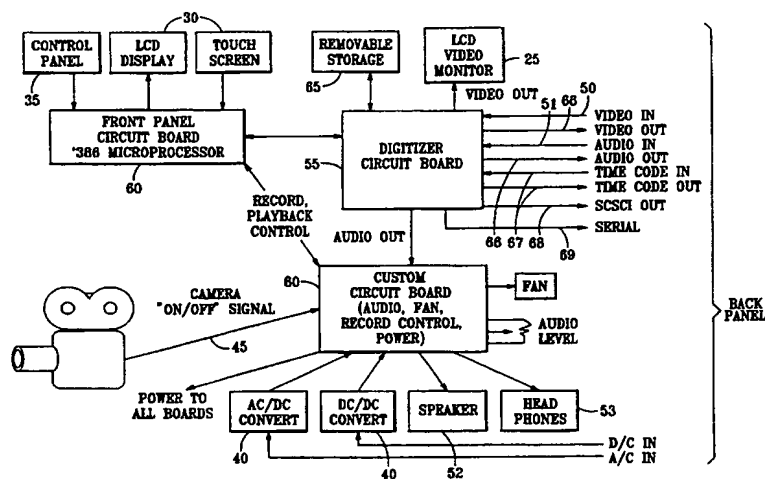 30
CONTROL
PANEL
35
LCD
DISPLAY
TOUCH
SCREEN
REMOVABLE
STORAGE
65
LCD
VIDEO
MONITOR
25
VIDEO OUT
51
68
50
FRONT PANEL
CIRCUIT BOARD
'386 MICROPROCESSOR
60
DIGITIZER
CIRCUIT BOARD
55
VIDEO IN
VIDEO OUT
AUDIO IN
AUDIO OUT
TIME CODE IN
TIME CODE OUT
SCSCI OUT
SERIAL
66
67
68
69
RECORD,
PLAYBACK
CONTROL
AUDIO OUT
60
CUSTOM
CIRCUIT BOARD
(AUDIO, FAN,
RECORD CONTROL,
POWER)
FAN
AUDIO
LEVEL
BACK
PANEL
CAMERA
"ON/OFF" SIGNAL
45
POWER TO
ALL BOARDS
AC/DC
CONVERT
40
DC/DC
CONVERT
40
SPEAKER
52
HEAD
PHONES
53
D/C IN
A/C IN